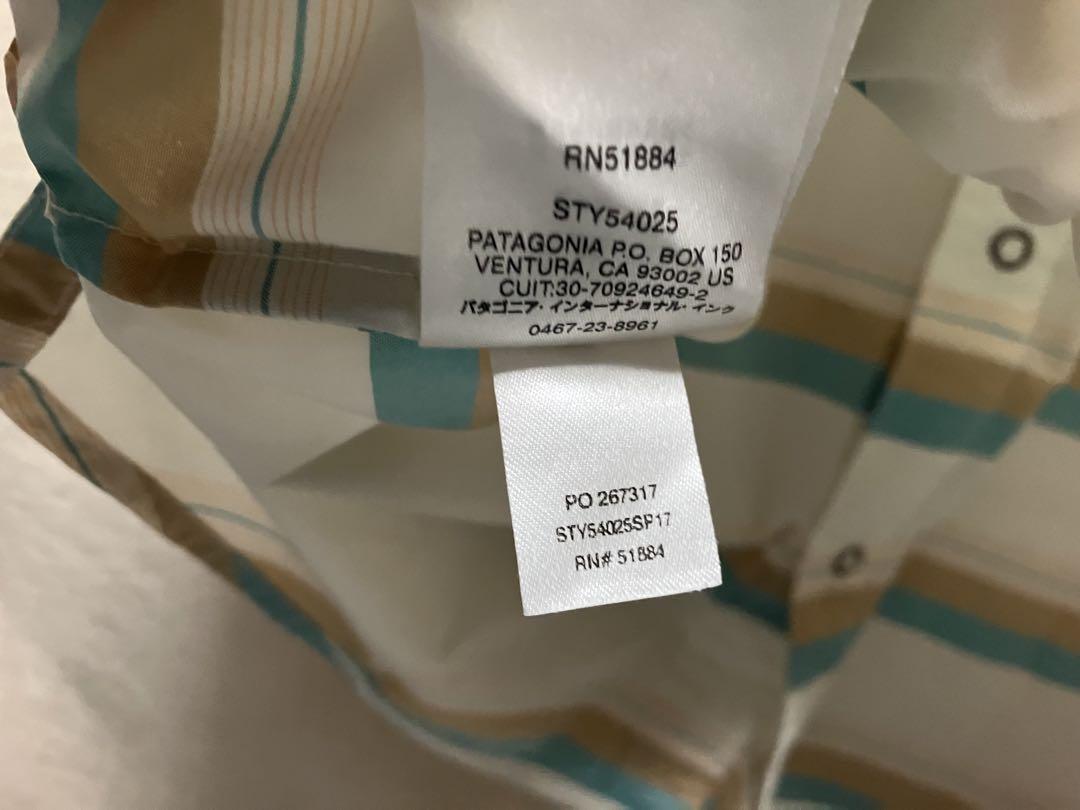 RN51884
STY54025
PATAGONIA P.O. BOX 150
VENTURA, CA 93002 US
CUIT:30-70924649-2
パタゴニア・インターナショナル・インク
0467-23-8961
PO 267317
STY54025SP17
RN# 51884